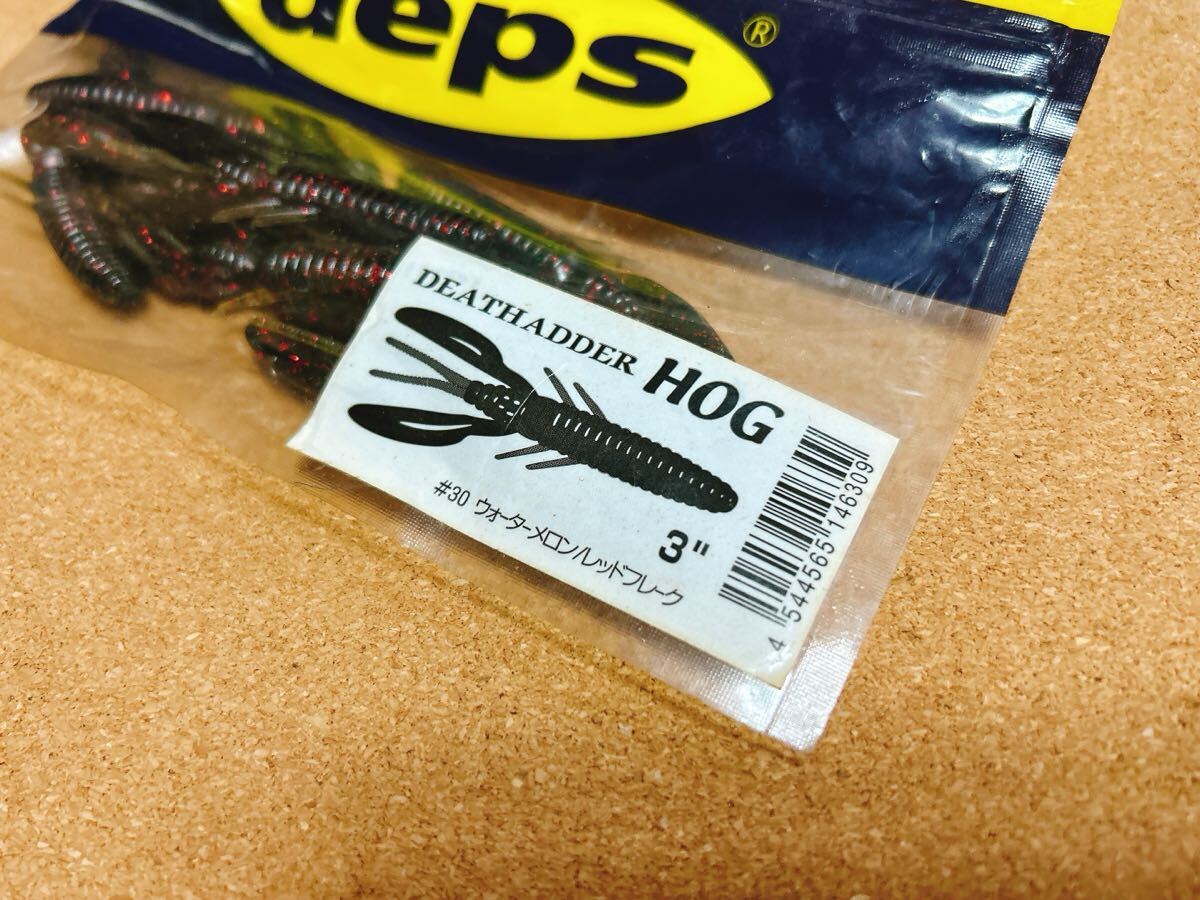 deps®
DEATHADDER HOG
#30 ウォーターメロン/レッドフレーク
3"
4 544565 146309